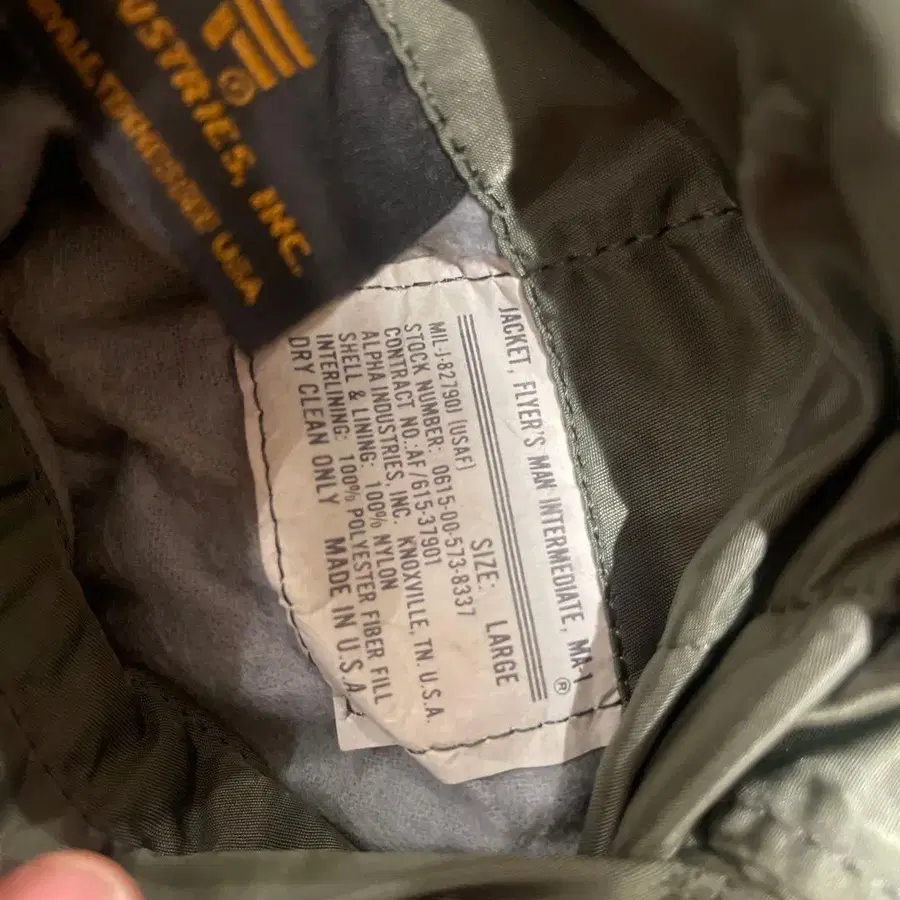 USTRIES, INC.
USA
JACKET, FLYER'S MAN INTERMEDIATE, MA-1®
SIZE: LARGE
MIL-J-8279OJ (USAF)
STOCK NUMBER: 0615-00-573-8337
CONTRACT NO.:AF/615-37901
ALPHA INDUSTRIES, INC. KNOXVILLE, TN. U.S.A.
SHELL & LINING: 100% NYLON
INTERLINING: 100% POLYESTER FIBER FILL
DRY CLEAN ONLY MADE IN U.S.A.